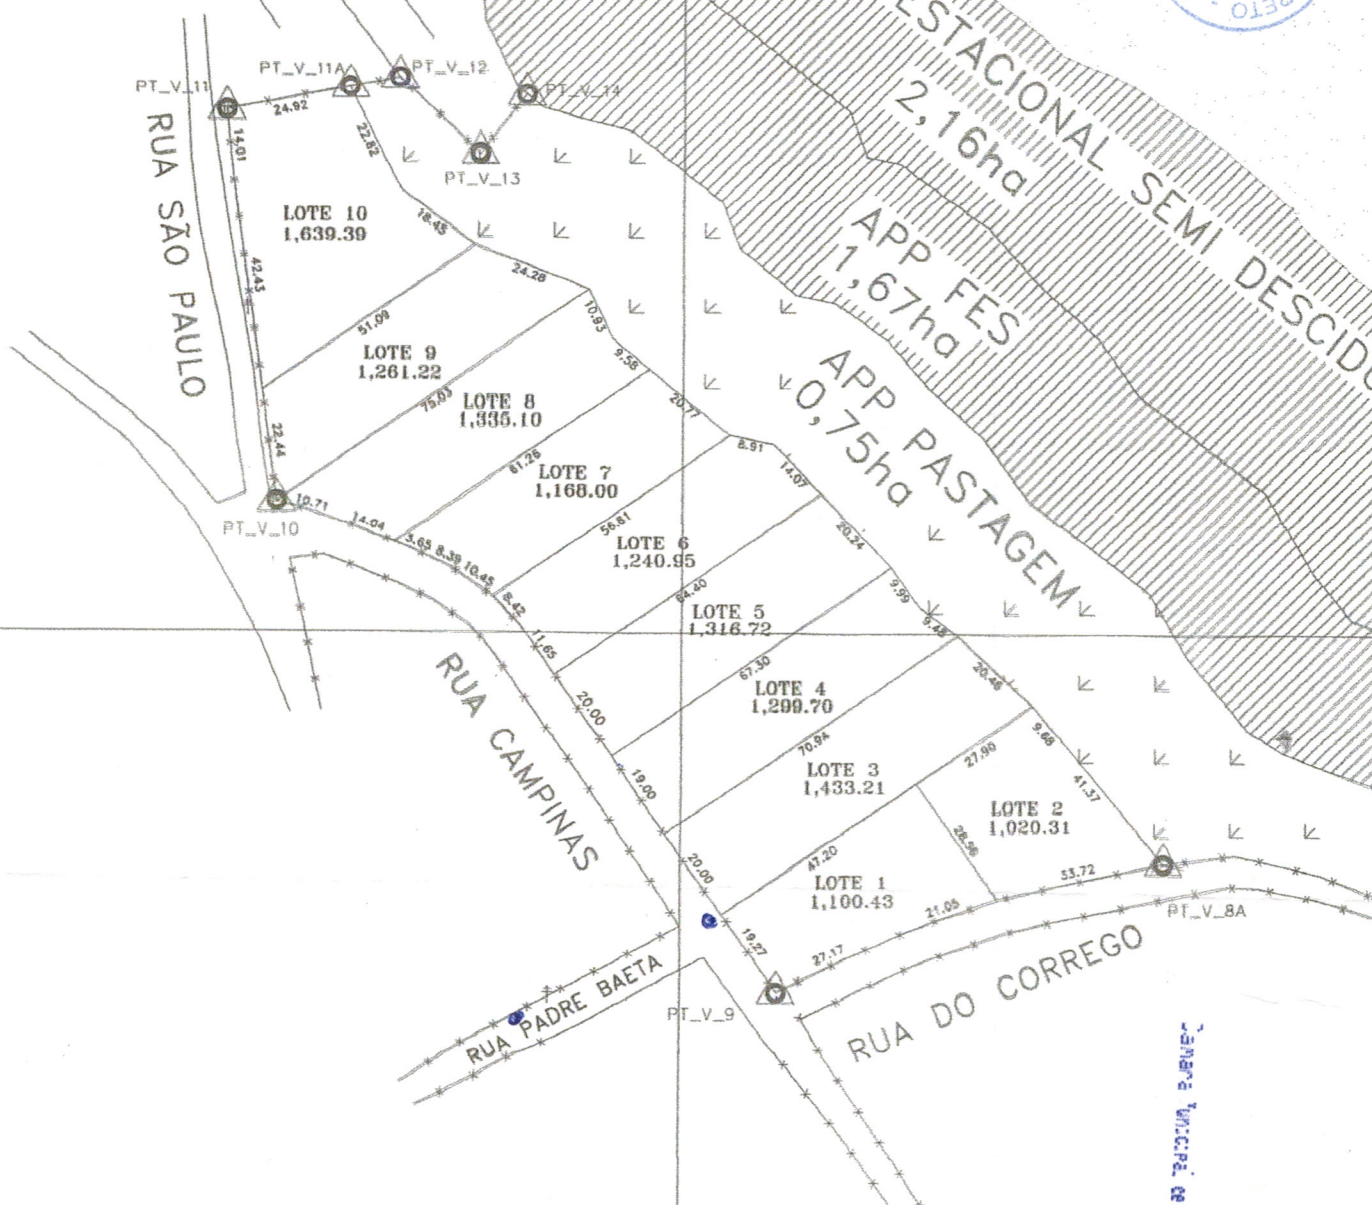 RETO -
ESTACIONAL SEMI DESCIDU
2,16ha
APP FES
1,67ha
APP PASTAGEM
0,75ha
PT_V_11
PT_V_11A
PT_V_12
PT_V_14
PT_V_13
24.92
22.82
14.01
RUA SÃO PAULO
LOTE 10
1,639.39
18.45
42.43
24.28
51.09
10.93
LOTE 9
1,261.22
9.58
75.03
LOTE 8
1,335.10
20.77
22.44
8.91
61.26
14.07
LOTE 7
1,168.00
10.71
PT_V_10
14.04
3.65
8.39
10.45
56.81
20.24
LOTE 6
1,240.95
8.42
64.40
9.99
LOTE 5
1,316.72
9.48
11.65
67.30
20.46
LOTE 4
1,299.70
20.00
RUA CAMPINAS
70.94
27.90
9.68
LOTE 3
1,433.21
19.00
41.37
LOTE 2
1,020.31
28.96
47.20
20.00
53.72
LOTE 1
1,100.43
21.05
PT_V_8A
19.27
27.17
PT_V_9
RUA PADRE BAETA
RUA DO CORREGO